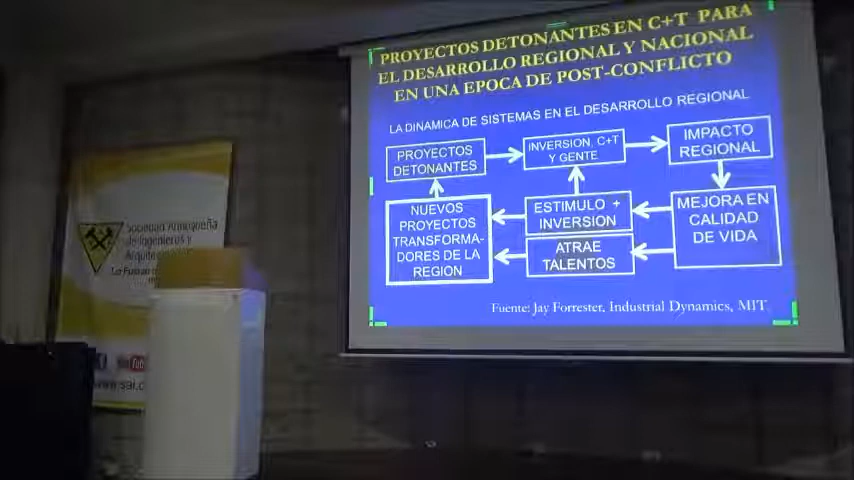 PROYECTOS DETONANTES EN C+T PARA
EL DESARROLLO REGIONAL Y NACIONAL
EN UNA EPOCA DE POST-CONFLICTO
LA DINAMICA DE SISTEMAS EN EL DESARROLLO REGIONAL
PROYECTOS
DETONANTES
INVERSION, C+T
Y GENTE
IMPACTO
REGIONAL
NUEVOS
PROYECTOS
TRANSFORMA-
DORES DE LA
REGION
ESTIMULO +
INVERSION
MEJORA EN
CALIDAD
DE VIDA
ATRAE
TALENTOS
Fuente: Jay Forrester, Industrial Dynamics, MIT
Sociedad Antioqueña
de Ingenieros y